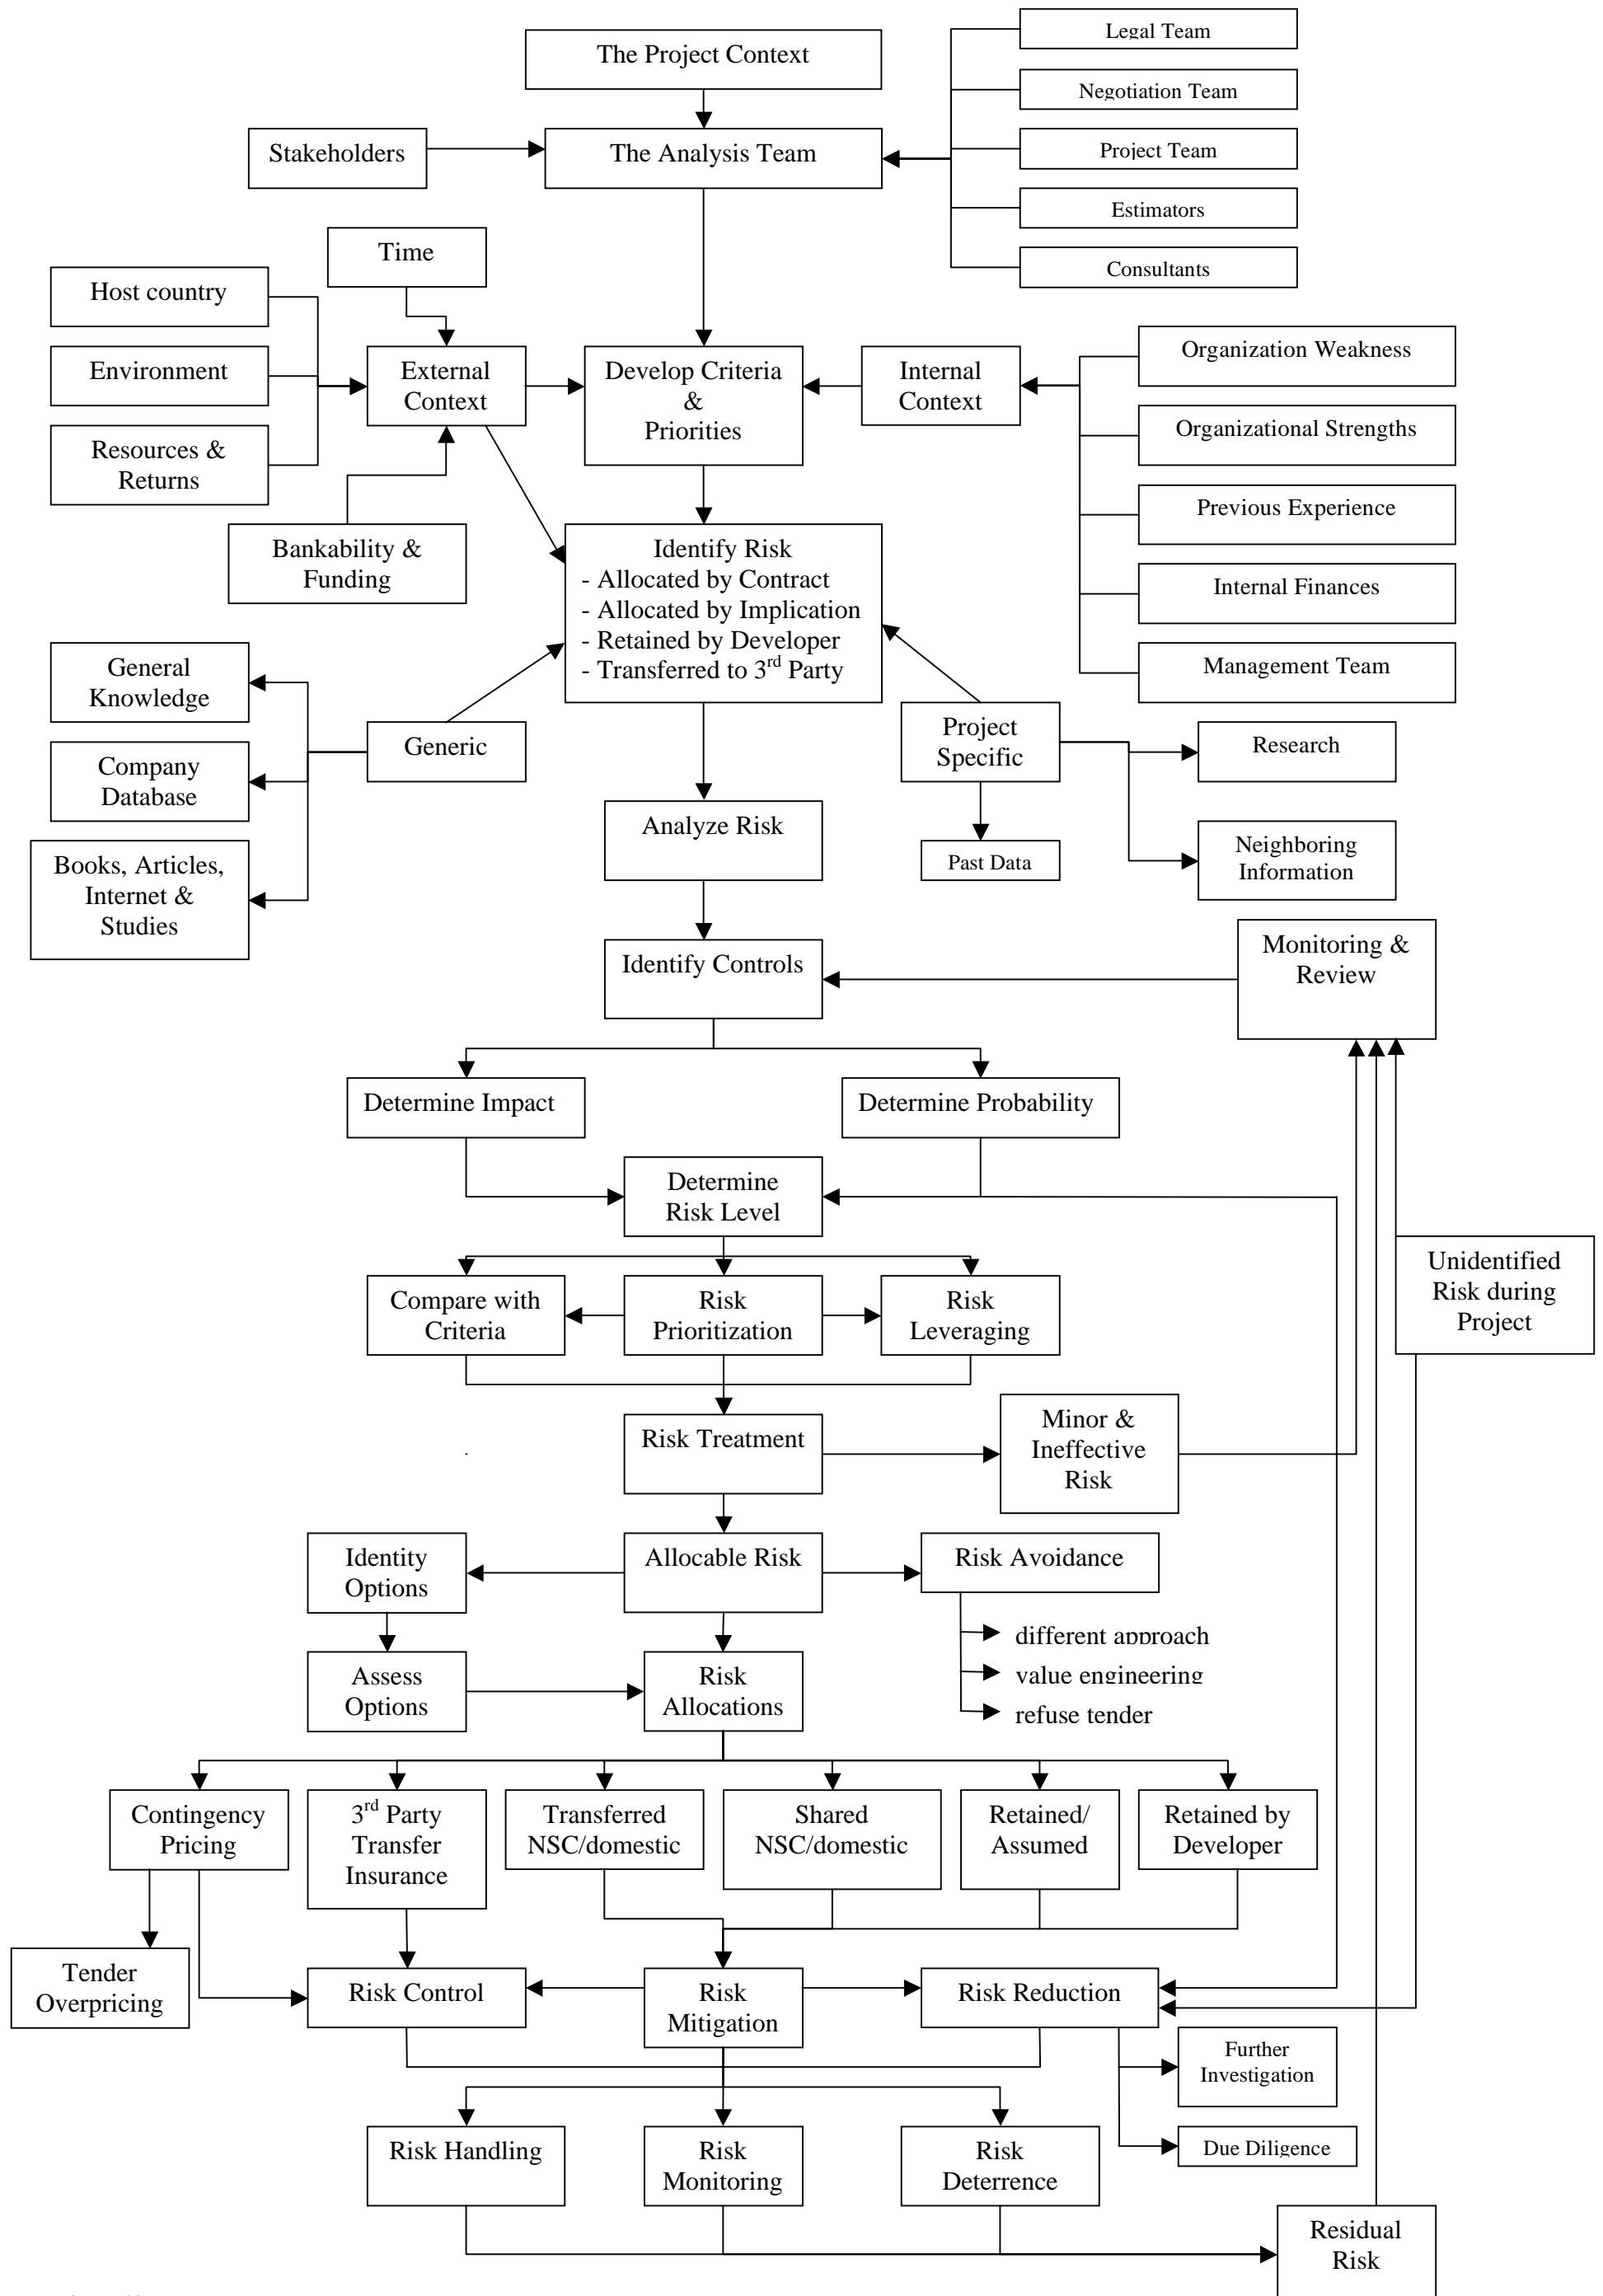 The Project Context
Legal Team
Negotiation Team
Stakeholders
The Analysis Team
Project Team
Estimators
Consultants
Time
Host country
Environment
Resources &
Returns
External
Context
Develop Criteria
&
Priorities
Internal
Context
Organization Weakness
Organizational Strengths
Previous Experience
Internal Finances
Management Team
Bankability &
Funding
Identify Risk
- Allocated by Contract
- Allocated by Implication
- Retained by Developer
- Transferred to 3rd Party
General
Knowledge
Company
Database
Books, Articles,
Internet &
Studies
Generic
Project
Specific
Research
Neighboring
Information
Past Data
Analyze Risk
Identify Controls
Monitoring &
Review
Determine Impact
Determine Probability
Determine
Risk Level
Compare with
Criteria
Risk
Prioritization
Risk
Leveraging
Unidentified
Risk during
Project
Risk Treatment
Minor &
Ineffective
Risk
Identity
Options
Allocable Risk
Risk Avoidance
different approach
value engineering
refuse tender
Assess
Options
Risk
Allocations
Contingency
Pricing
3rd Party
Transfer
Insurance
Transferred
NSC/domestic
Shared
NSC/domestic
Retained/
Assumed
Retained by
Developer
Tender
Overpricing
Risk Control
Risk
Mitigation
Risk Reduction
Further
Investigation
Due Diligence
Risk Handling
Risk
Monitoring
Risk
Deterrence
Residual
Risk